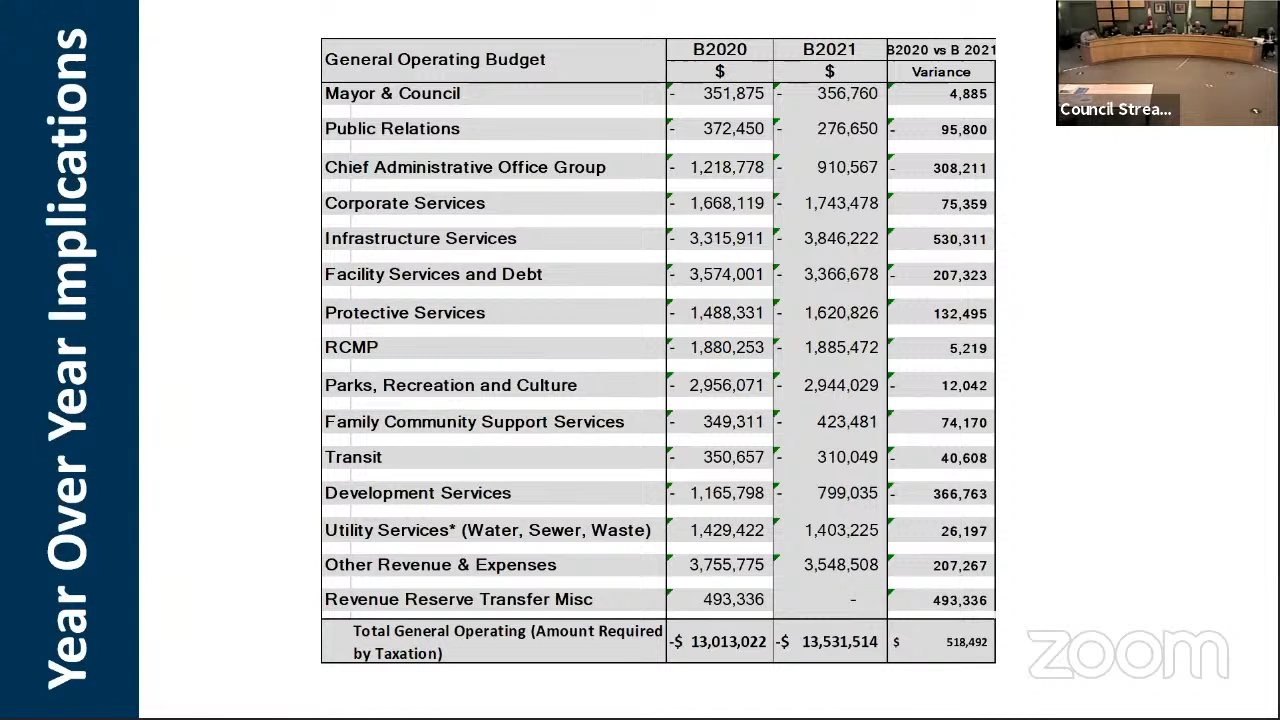 Year Over Year Implications
General Operating Budget B2020 B2021 B2020 vs B 2021
$ $ Variance
Mayor & Council - 351,875 - 356,760 4,885
Public Relations - 372,450 - 276,650 - 95,800
Chief Administrative Office Group - 1,218,778 - 910,567 - 308,211
Corporate Services - 1,668,119 - 1,743,478 75,359
Infrastructure Services - 3,315,911 - 3,846,222 530,311
Facility Services and Debt - 3,574,001 - 3,366,678 - 207,323
Protective Services - 1,488,331 - 1,620,826 132,495
RCMP - 1,880,253 - 1,885,472 5,219
Parks, Recreation and Culture - 2,956,071 - 2,944,029 - 12,042
Family Community Support Services - 349,311 - 423,481 74,170
Transit - 350,657 - 310,049 - 40,608
Development Services - 1,165,798 - 799,035 - 366,763
Utility Services* (Water, Sewer, Waste) 1,429,422 1,403,225 26,197
Other Revenue & Expenses 3,755,775 3,548,508 207,267
Revenue Reserve Transfer Misc 493,336 - 493,336
Total General Operating (Amount Required
by Taxation) -$ 13,013,022 -$ 13,531,514 $ 518,492
Council Strea...
zoom